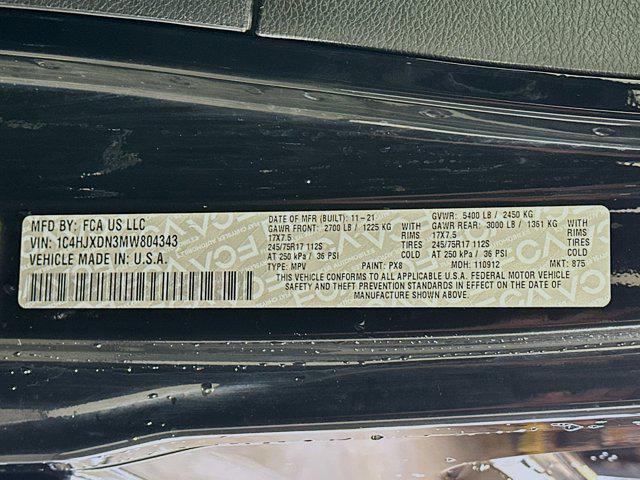 MFD BY: FCA US LLC
VIN: 1C4HJXDN3MW804343
VEHICLE MADE IN: U.S.A.
DATE OF MFR (BUILT): 11-21 GVWR: 5400 LB / 2450 KG
GAWR FRONT: 2700 LB / 1225 KG WITH GAWR REAR: 3000 LB / 1361 KG WITH
17X7.5 RIMS 17X7.5 RIMS
245/75R17 112S TIRES 245/75R17 112S TIRES
AT 250 kPa / 36 PSI COLD AT 250 kPa / 36 PSI COLD
TYPE: MPV PAINT: PX8 MDH: 110912 MKT: 875
THIS VEHICLE CONFORMS TO ALL APPLICABLE U.S.A. FEDERAL MOTOR VEHICLE
SAFETY AND THEFT PREVENTION STANDARDS IN EFFECT ON THE DATE OF
MANUFACTURE SHOWN ABOVE.